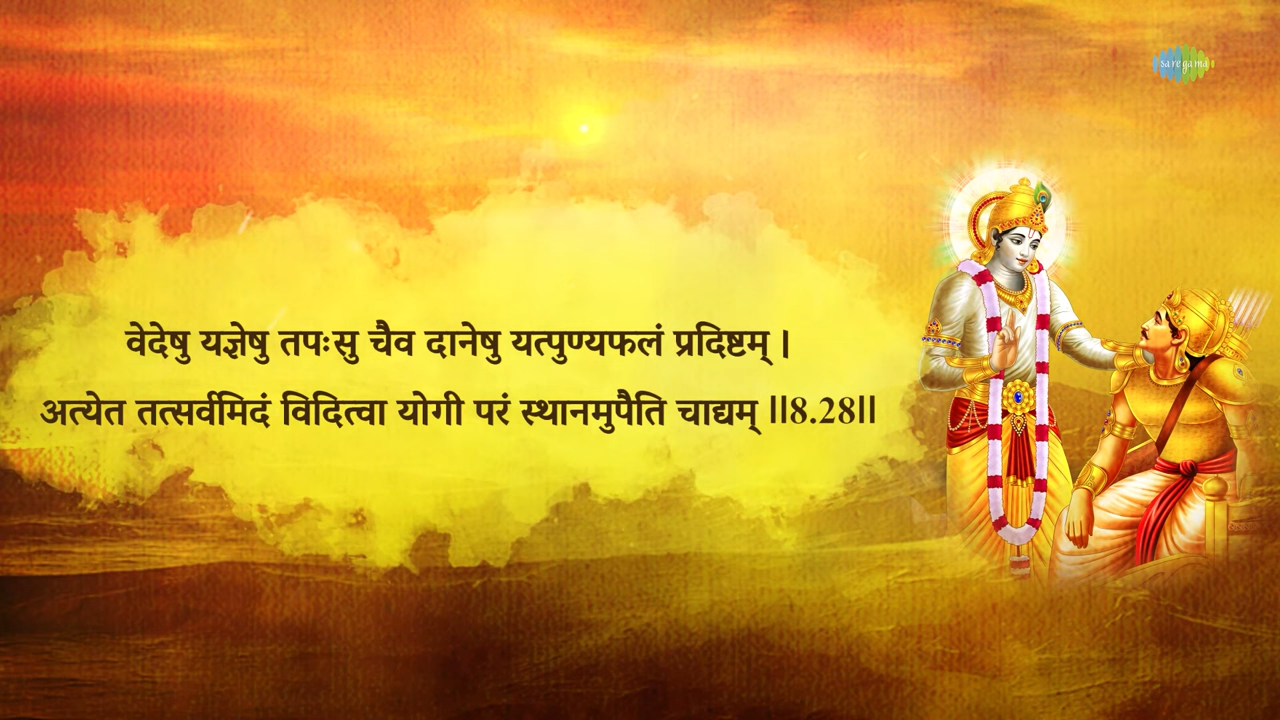 saregama
वेदेषु यज्ञेषु तपःसु चैव दानेषु यत्पुण्यफलं प्रदिष्टम् ।
अत्येत तत्सर्वमिदं विदित्वा योगी परं स्थानमुपैति चाद्यम् ॥8.28॥